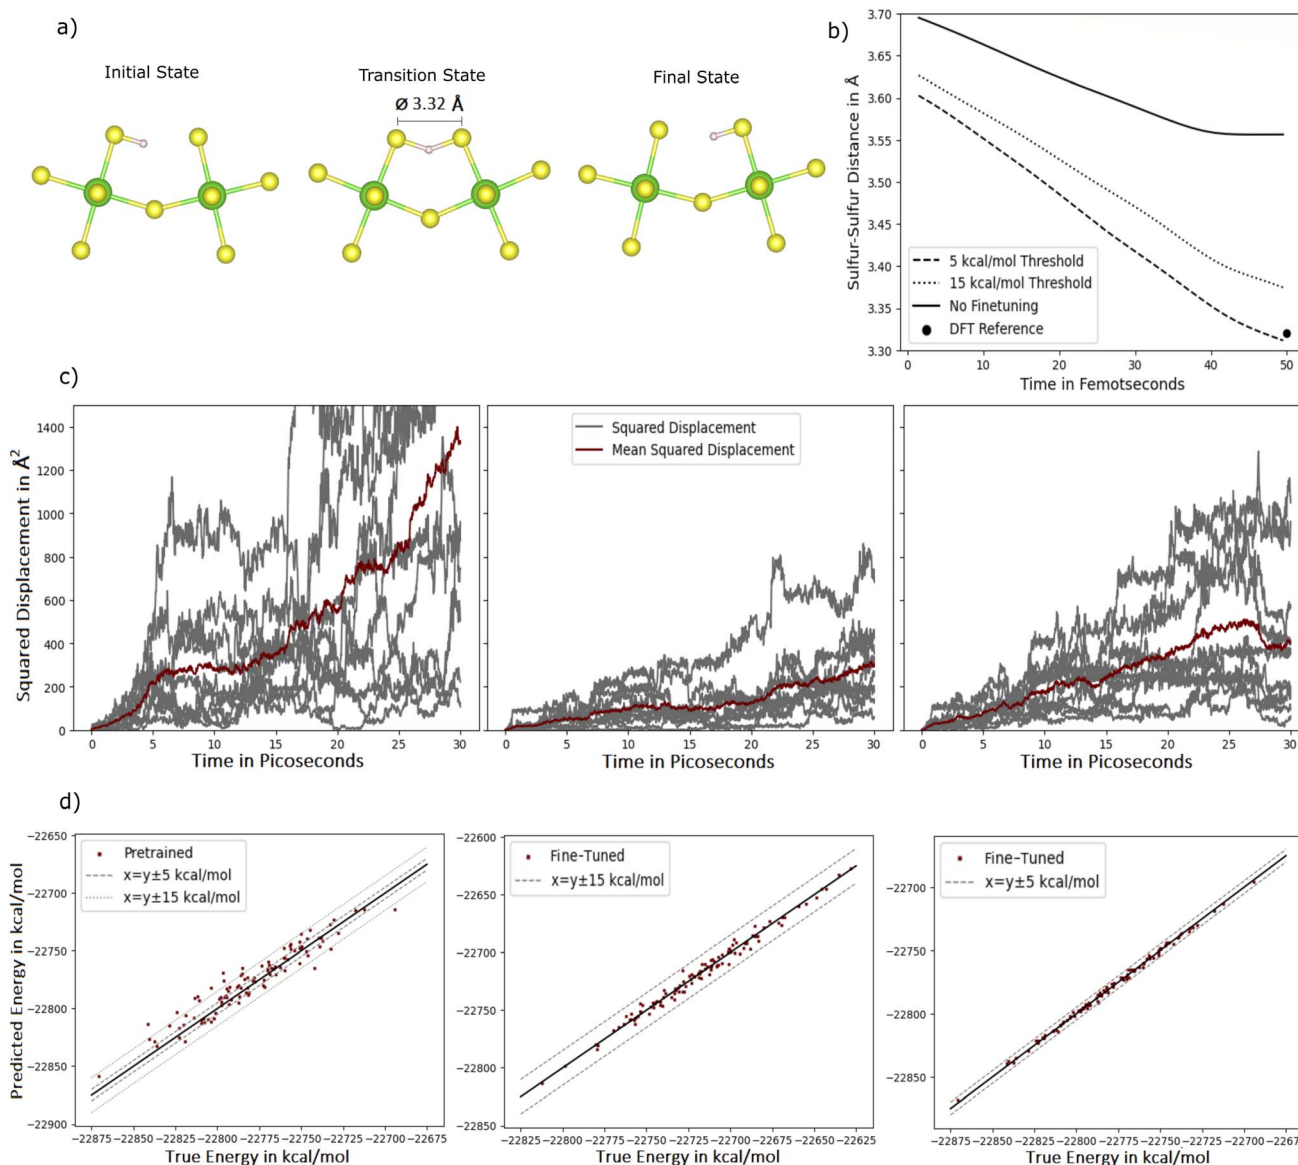 a)
Initial State
Transition State
Final State
Ø 3.32 Å
b)
Sulfur-Sulfur Distance in Å
3.70
3.65
3.60
3.55
3.50
3.45
3.40
3.35
3.30
5 kcal/mol Threshold
15 kcal/mol Threshold
No Finetuning
DFT Reference
0 10 20 30 40 50
Time in Femotseconds
c)
Squared Displacement in Å²
1400
1200
1000
800
600
400
200
0
0 5 10 15 20 25 30
Time in Picoseconds
Squared Displacement
Mean Squared Displacement
0 5 10 15 20 25 30
Time in Picoseconds
0 5 10 15 20 25 30
Time in Picoseconds
d)
Predicted Energy in kcal/mol
−22650
−22700
−22750
−22800
−22850
−22900
Pretrained
x=y±5 kcal/mol
x=y±15 kcal/mol
−22875 −22850 −22825 −22800 −22775 −22750 −22725 −22700 −22675
True Energy in kcal/mol
−22600
−22650
−22700
−22750
−22800
−22850
Fine-Tuned
x=y±15 kcal/mol
−22825 −22800 −22775 −22750 −22725 −22700 −22675 −22650 −22625
True Energy in kcal/mol
−22700
−22750
−22800
−22850
Fine-Tuned
x=y±5 kcal/mol
−22875 −22850 −22825 −22800 −22775 −22750 −22725 −22700 −2267
True Energy in kcal/mol